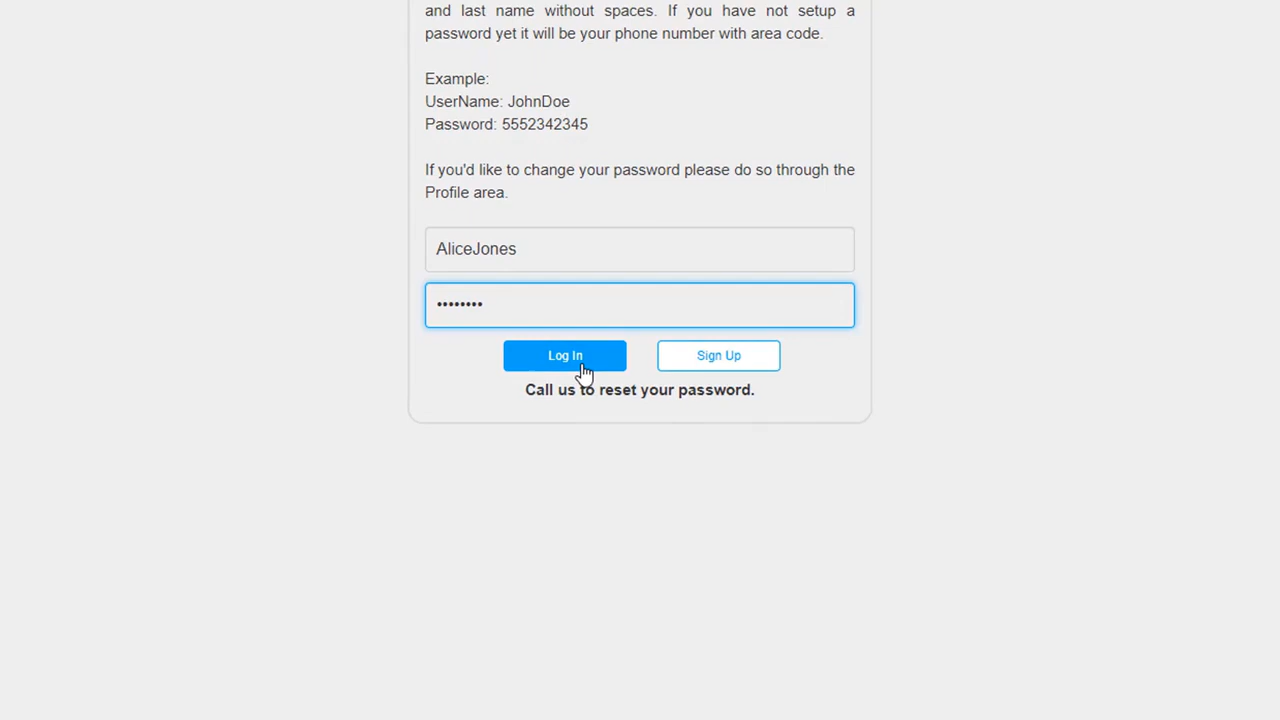 and last name without spaces. If you have not setup a
password yet it will be your phone number with area code.
Example:
UserName: JohnDoe
Password: 5552342345
If you'd like to change your password please do so through the
Profile area.
AliceJones
••••••••
Log In
Sign Up
Call us to reset your password.